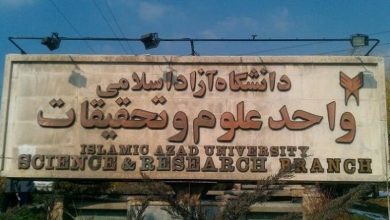 دانشگاه آزاد اسلامی
واحد علوم و تحقیقات
ISLAMIC AZAD UNIVERSITY
SCIENCE & RESEARCH BRANCH